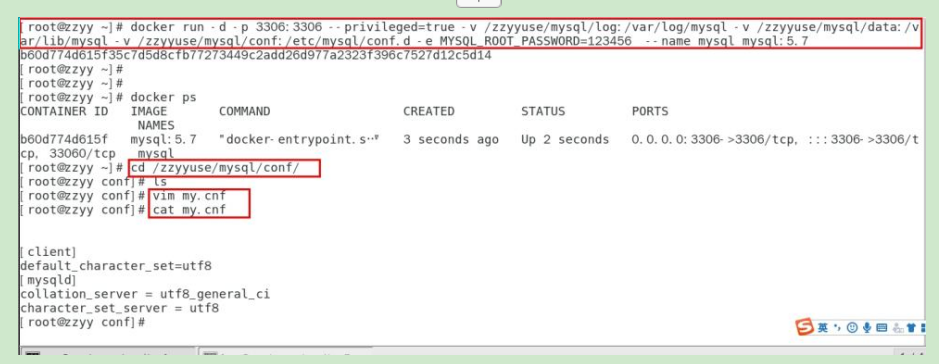 [root@zzyy ~]# docker run -d -p 3306:3306 --privileged=true -v /zzyyuse/mysql/log:/var/log/mysql -v /zzyyuse/mysql/data:/v
ar/lib/mysql -v /zzyyuse/mysql/conf:/etc/mysql/conf.d -e MYSQL_ROOT_PASSWORD=123456 --name mysql mysql:5.7
b60d774d615f35c7d5d8cfb77273449c2add26d977a2323f396c7527d12c5d14
[root@zzyy ~]#
[root@zzyy ~]#
[root@zzyy ~]# docker ps
CONTAINER ID IMAGE COMMAND CREATED STATUS PORTS
NAMES
b60d774d615f mysql:5.7 "docker-entrypoint.s…" 3 seconds ago Up 2 seconds 0.0.0.0:3306->3306/tcp, :::3306->3306/t
cp, 33060/tcp mysql
[root@zzyy ~]# cd /zzyyuse/mysql/conf/
[root@zzyy conf]# ls
[root@zzyy conf]# vim my.cnf
[root@zzyy conf]# cat my.cnf
[client]
default_character_set=utf8
[mysqld]
collation_server = utf8_general_ci
character_set_server = utf8
[root@zzyy conf]#
英